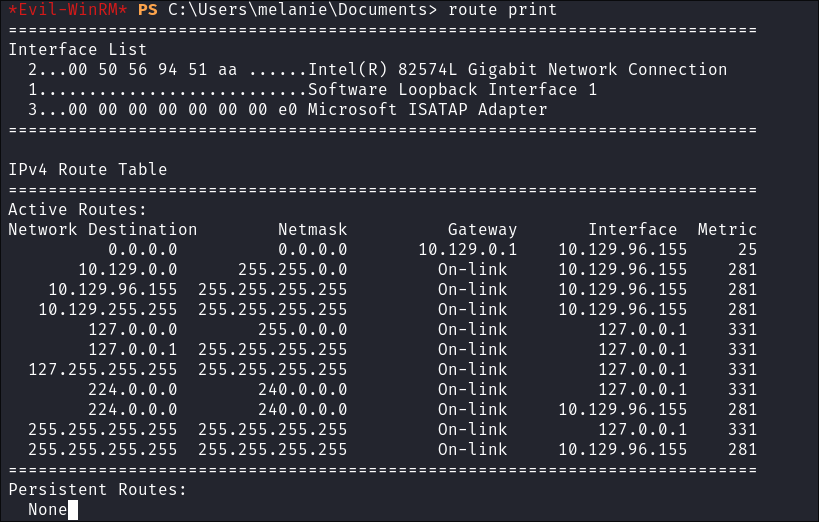 *Evil-WinRM* PS C:\Users\melanie\Documents> route print
===========================================================================
Interface List
  2...00 50 56 94 51 aa ......Intel(R) 82574L Gigabit Network Connection
  1...........................Software Loopback Interface 1
  3...00 00 00 00 00 00 00 e0 Microsoft ISATAP Adapter
===========================================================================

IPv4 Route Table
===========================================================================
Active Routes:
Network Destination        Netmask          Gateway       Interface  Metric
          0.0.0.0          0.0.0.0       10.129.0.1    10.129.96.155     25
       10.129.0.0      255.255.0.0         On-link     10.129.96.155    281
    10.129.96.155  255.255.255.255         On-link     10.129.96.155    281
   10.129.255.255  255.255.255.255         On-link     10.129.96.155    281
        127.0.0.0        255.0.0.0         On-link         127.0.0.1    331
        127.0.0.1  255.255.255.255         On-link         127.0.0.1    331
  127.255.255.255  255.255.255.255         On-link         127.0.0.1    331
        224.0.0.0        240.0.0.0         On-link         127.0.0.1    331
        224.0.0.0        240.0.0.0         On-link     10.129.96.155    281
  255.255.255.255  255.255.255.255         On-link         127.0.0.1    331
  255.255.255.255  255.255.255.255         On-link     10.129.96.155    281
===========================================================================
Persistent Routes:
  None